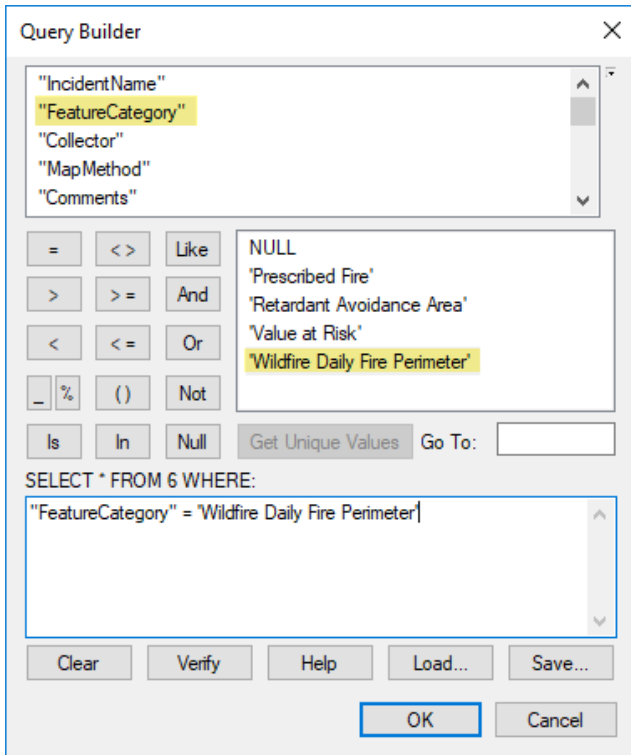 Query Builder
"IncidentName"
"FeatureCategory"
"Collector"
"MapMethod"
"Comments"
= < > Like
> > = And
< < = Or
_ % ( ) Not
Is In Null
NULL
'Prescribed Fire'
'Retardant Avoidance Area'
'Value at Risk'
'Wildfire Daily Fire Perimeter'
Get Unique Values Go To:
SELECT * FROM 6 WHERE:
"FeatureCategory" = 'Wildfire Daily Fire Perimeter'
Clear Verify Help Load... Save...
OK Cancel